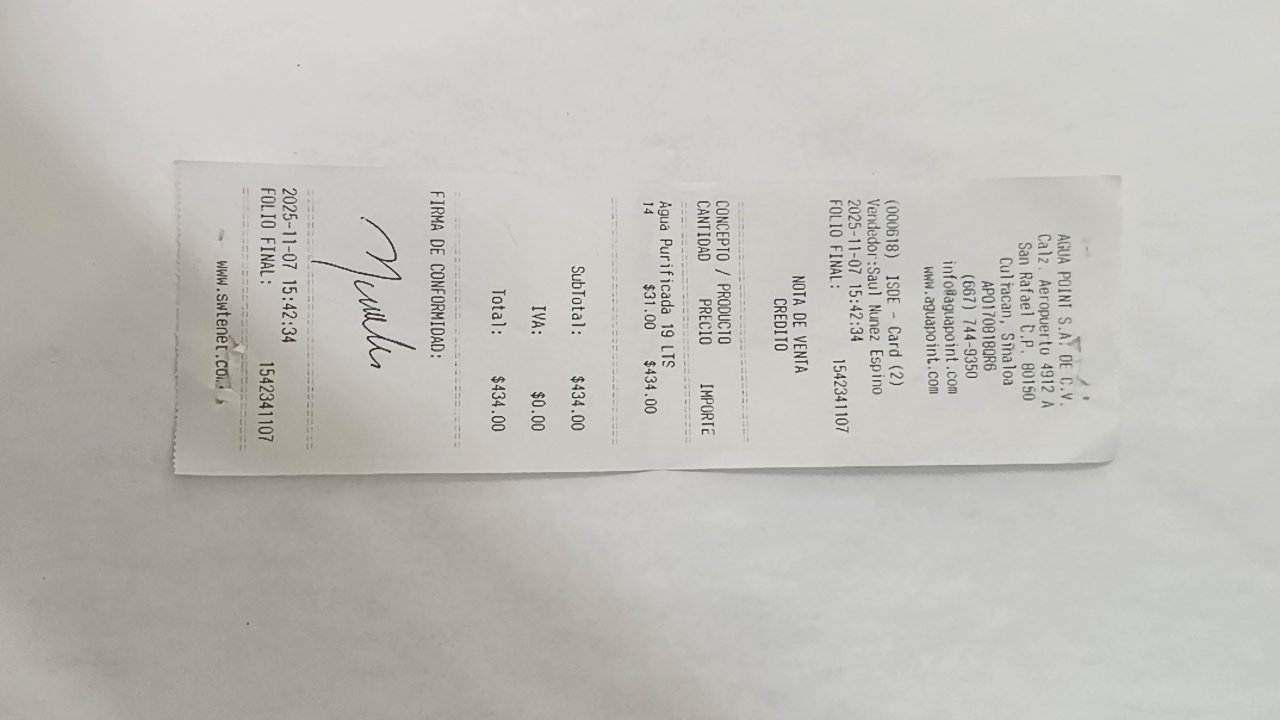 AGUA POINT S.A. DE C.V.
Calz. Aeropuerto 4912 A
San Rafael C.P. 80150
Culiacan, Sinaloa
APO170818QR6
(667) 744-9350
info@aguapoint.com
www.aguapoint.com
(000618) ISDE - Card (2)
Vendedor:Saul Nunez Espino
2025-11-07 15:42:34
FOLIO FINAL: 1542341107
NOTA DE VENTA
CREDITO
CONCEPTO / PRODUCTO
CANTIDAD PRECIO IMPORTE
Agua Purificada 19 LTS
14 $31.00 $434.00
SubTotal: $434.00
IVA: $0.00
Total: $434.00
FIRMA DE CONFORMIDAD:
2025-11-07 15:42:34
FOLIO FINAL: 1542341107
www.swtenet.com